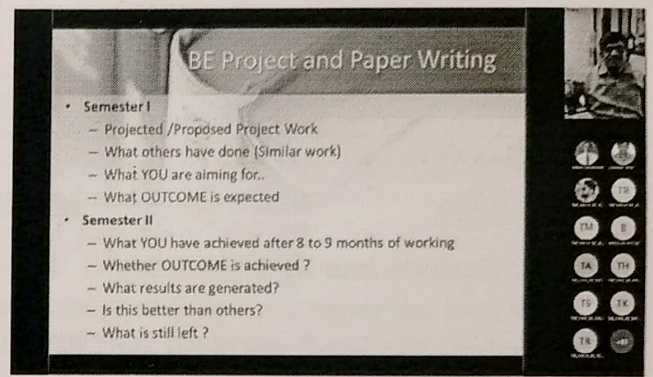 BE Project and Paper Writing
• Semester I
– Projected /Proposed Project Work
– What others have done (Similar work)
– What YOU are aiming for..
– What OUTCOME is expected
• Semester II
– What YOU have achieved after 8 to 9 months of working
– Whether OUTCOME is achieved ?
– What results are generated?
– Is this better than others?
– What is still left ?
TR
TM
B
TA
TH
TS
TK
TR